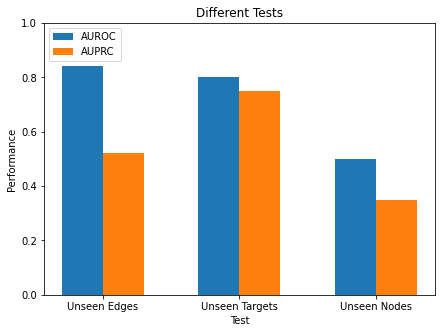 Different Tests
AUROC
AUPRC
1.0
0.8
0.6
0.4
0.2
0.0
Performance
Unseen Edges
Unseen Targets
Unseen Nodes
Test